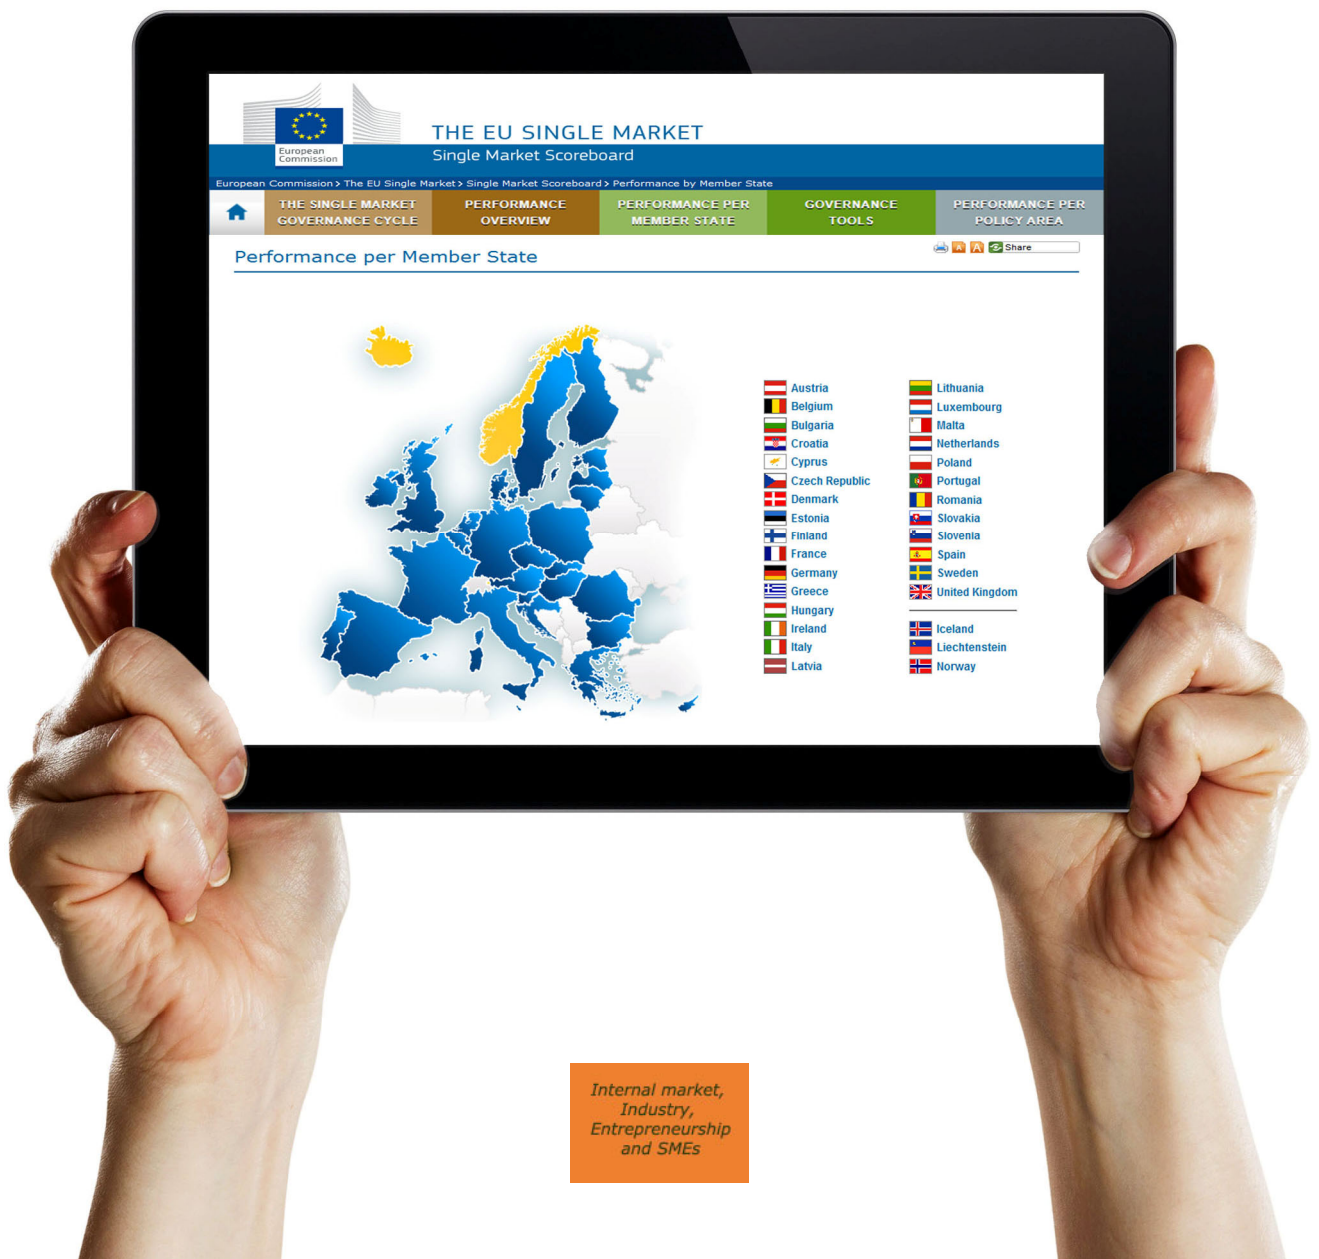 European
Commission
THE EU SINGLE MARKET
Single Market Scoreboard
European Commission > The EU Single Market > Single Market Scoreboard > Performance by Member State
THE SINGLE MARKET
GOVERNANCE CYCLE
PERFORMANCE
OVERVIEW
PERFORMANCE PER
MEMBER STATE
GOVERNANCE
TOOLS
PERFORMANCE PER
POLICY AREA
A
A
Share
Performance per Member State
Austria
Belgium
Bulgaria
Croatia
Cyprus
Czech Republic
Denmark
Estonia
Finland
France
Germany
Greece
Hungary
Ireland
Italy
Latvia
Lithuania
Luxembourg
Malta
Netherlands
Poland
Portugal
Romania
Slovakia
Slovenia
Spain
Sweden
United Kingdom
Iceland
Liechtenstein
Norway
Internal market,
Industry,
Entrepreneurship
and SMEs